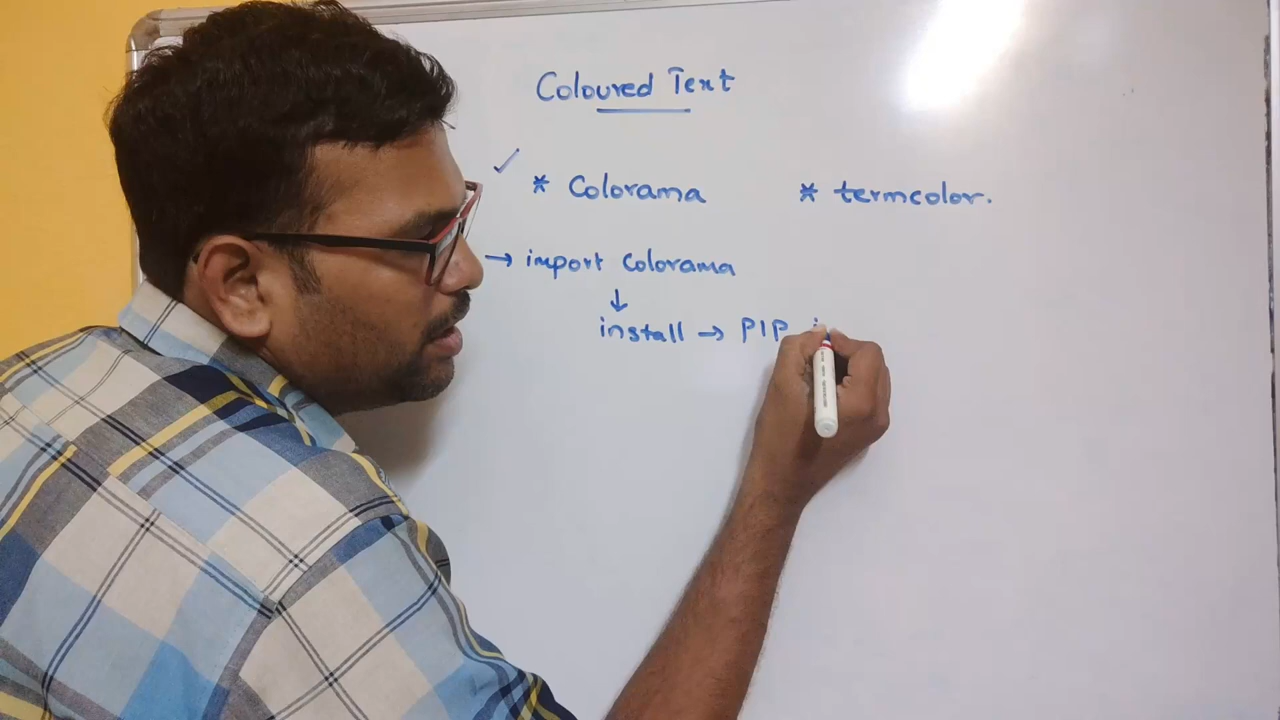 Coloured Text
✓ * Colorama * termcolor.
→ import Colorama
↓
install → PIP i